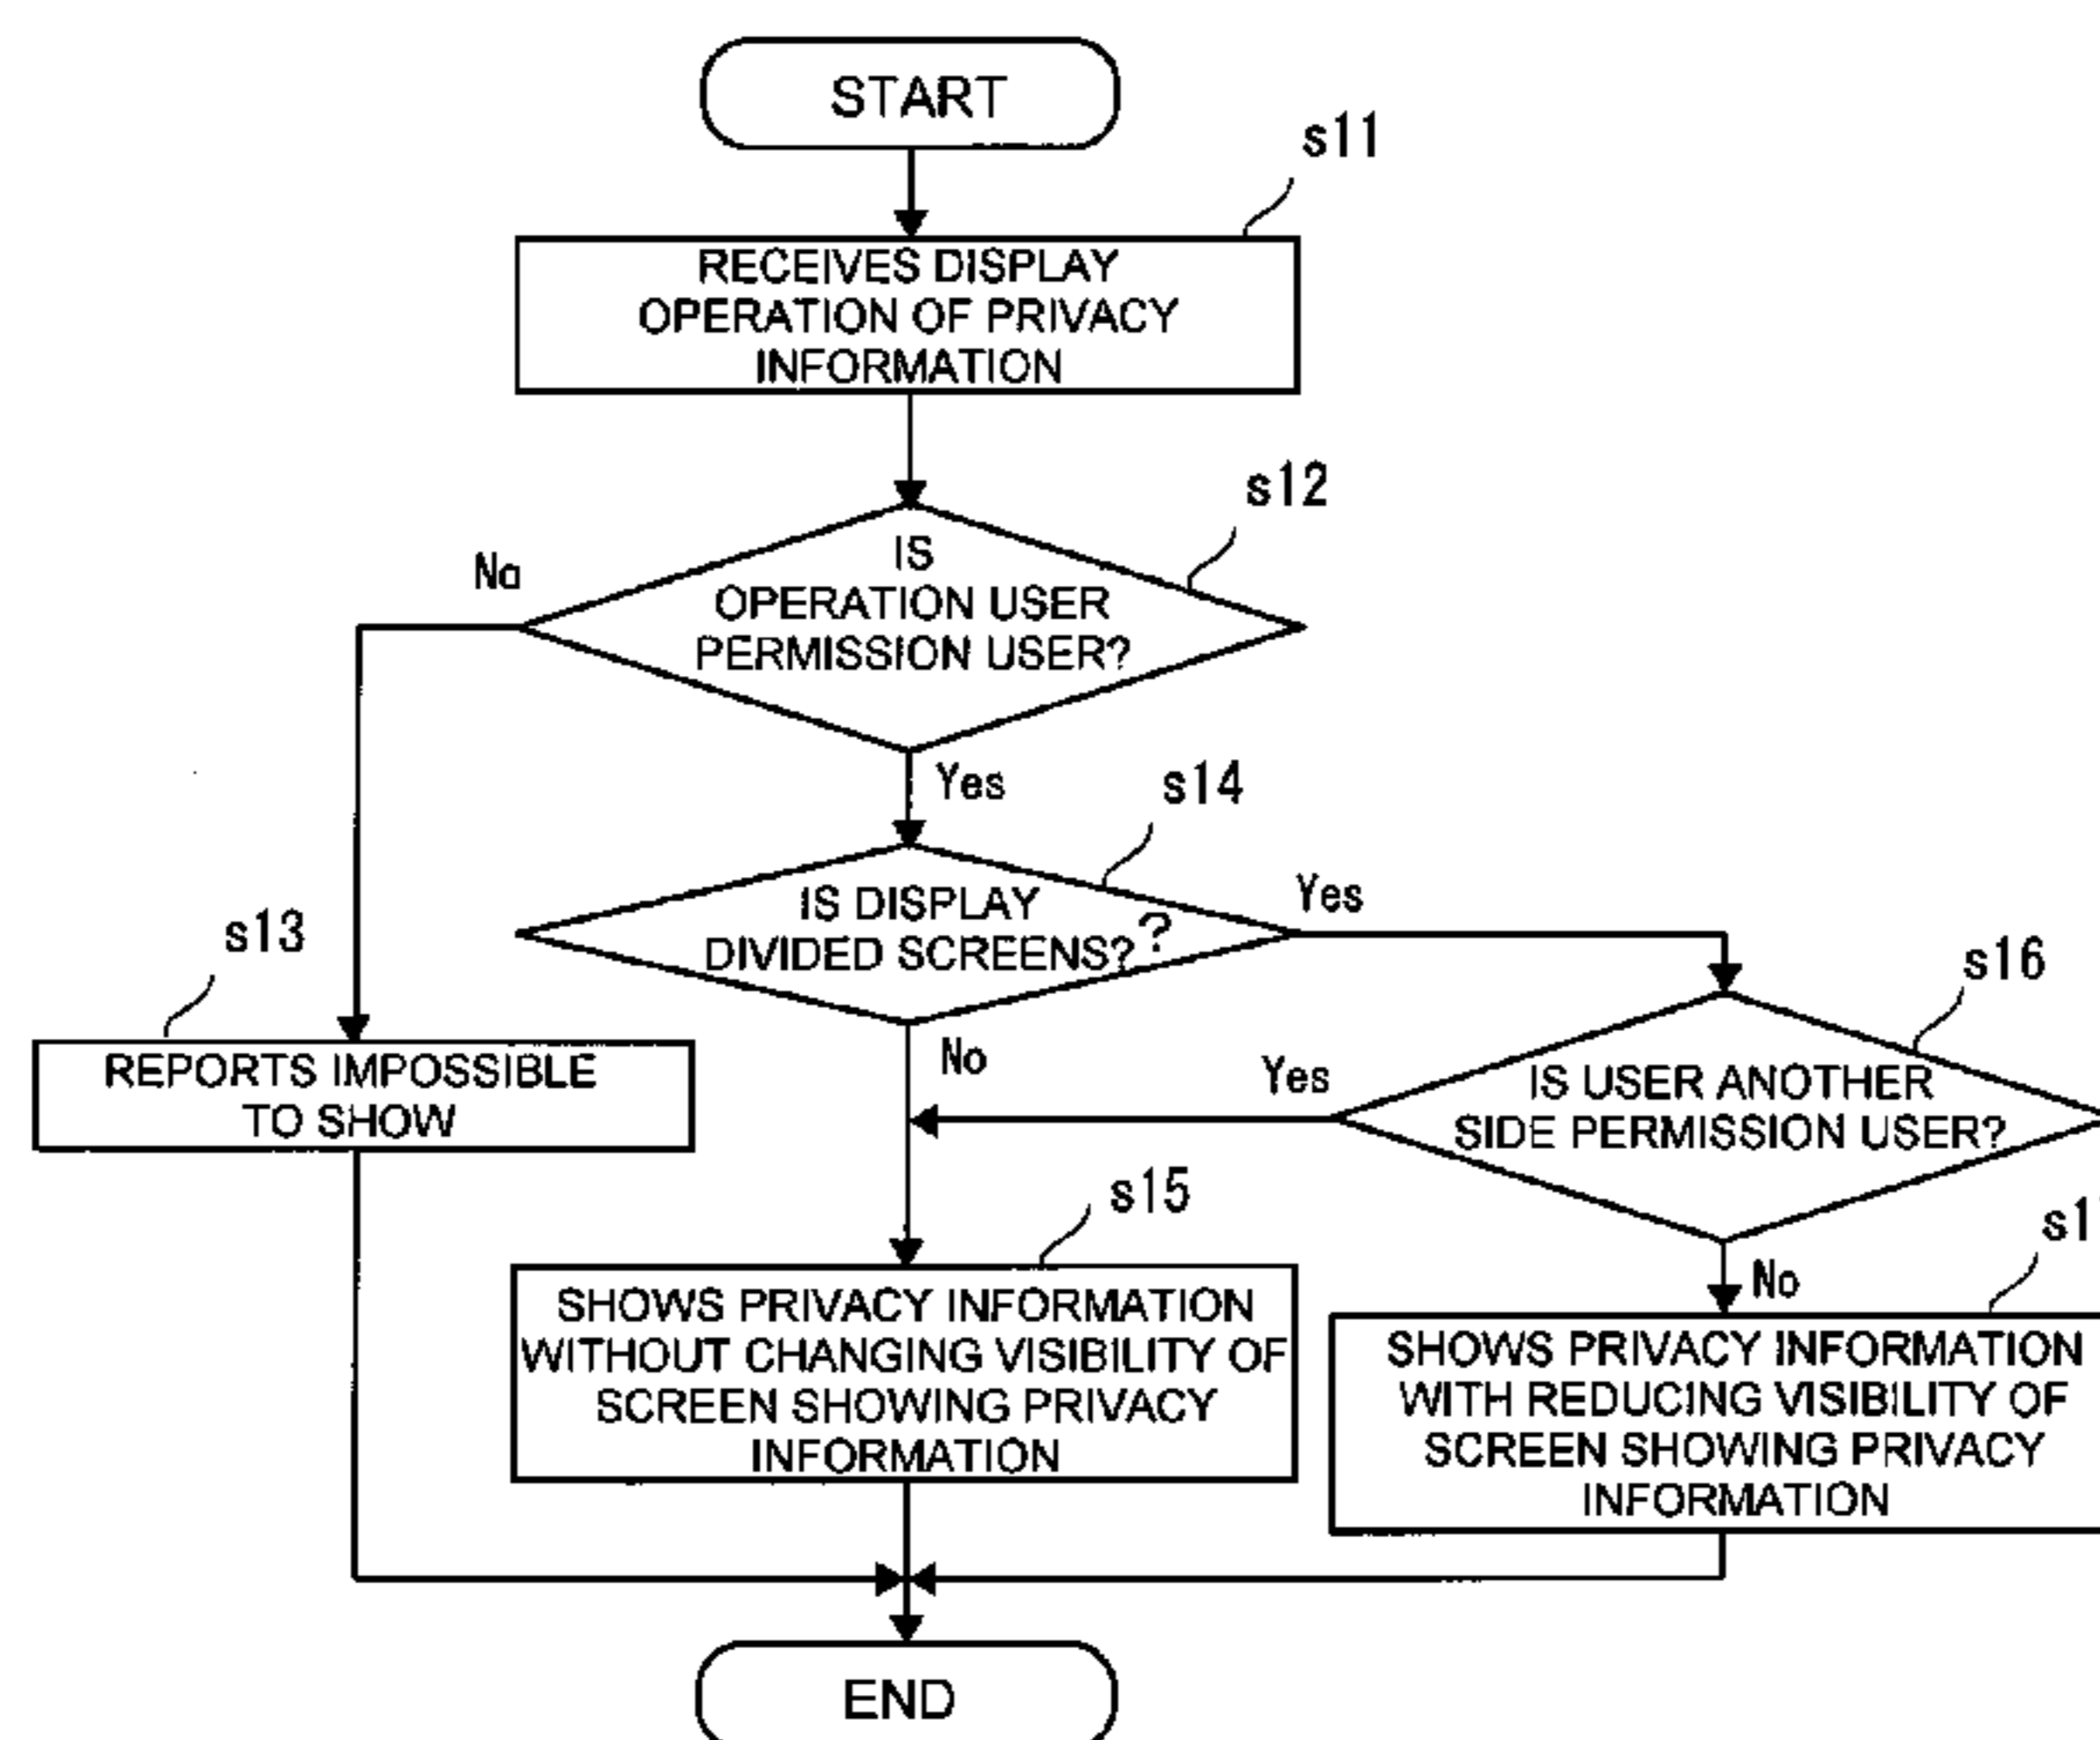 START
s11
RECEIVES DISPLAY
OPERATION OF PRIVACY
INFORMATION
s12
No
IS
OPERATION USER
PERMISSION USER?
Yes
s14
IS DISPLAY
DIVIDED SCREENS? ?
Yes
s13
REPORTS IMPOSSIBLE
TO SHOW
No
s16
Yes
IS USER ANOTHER
SIDE PERMISSION USER?
s15
SHOWS PRIVACY INFORMATION
WITHOUT CHANGING VISIBILITY OF
SCREEN SHOWING PRIVACY
INFORMATION
No
SHOWS PRIVACY INFORMATION
WITH REDUCING VISIBILITY OF
SCREEN SHOWING PRIVACY
INFORMATION
END